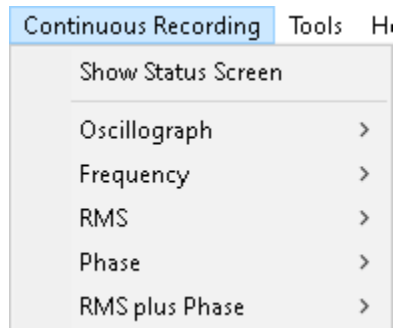 Continuous Recording Tools
Show Status Screen
Oscillograph
Frequency
RMS
Phase
RMS plus Phase